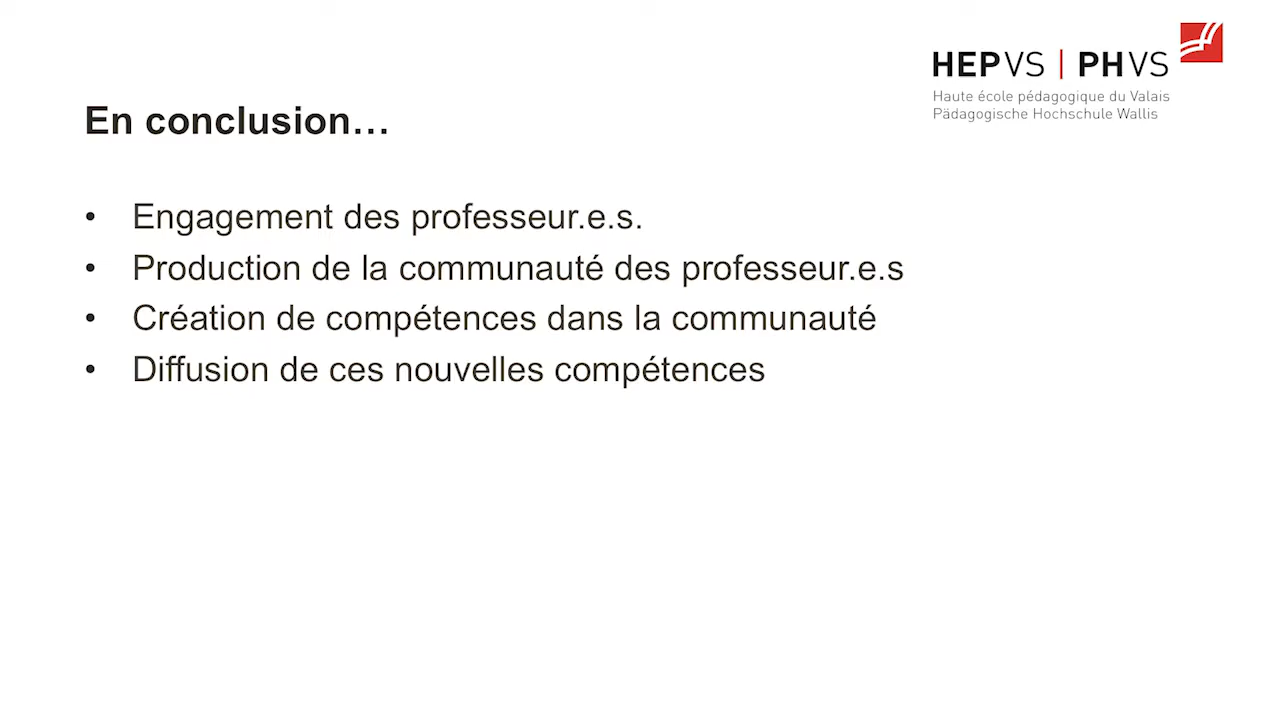 HEPVS | PHVS
Haute école pédagogique du Valais
Pädagogische Hochschule Wallis
En conclusion…
• Engagement des professeur.e.s.
• Production de la communauté des professeur.e.s
• Création de compétences dans la communauté
• Diffusion de ces nouvelles compétences